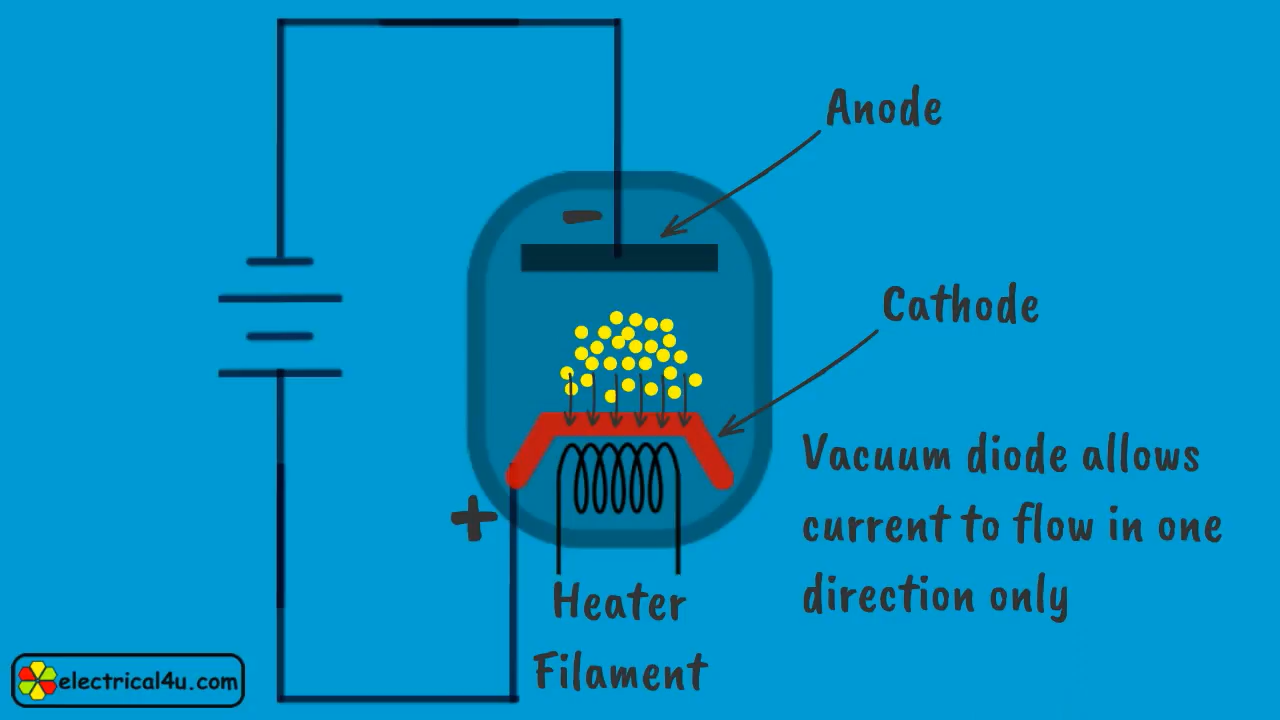 Anode
-
Cathode
Vacuum diode allows
current to flow in one
direction only
+
Heater
Filament
electrical4u.com